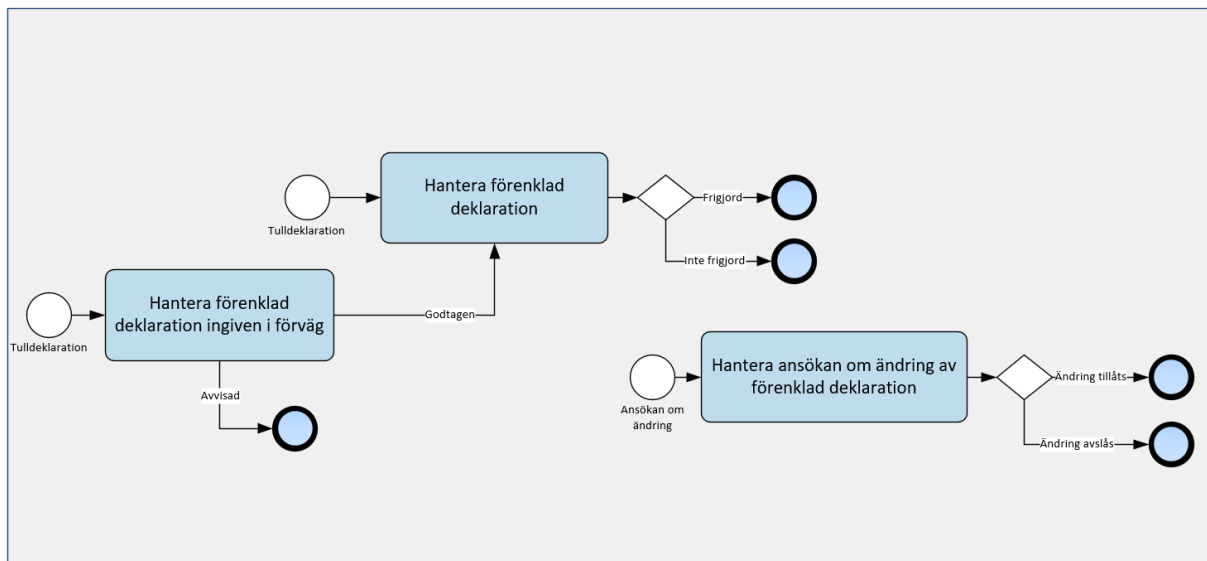 Hantera förenklad
deklaration
Frigjord
Tulldeklaration
Inte frigjord
Hantera förenklad
deklaration ingiven i förväg
Godtagen
Tulldeklaration
Avvisad
Hantera ansökan om ändring av
förenklad deklaration
Ändring tillåts
Ansökan om
ändring
Ändring avslås